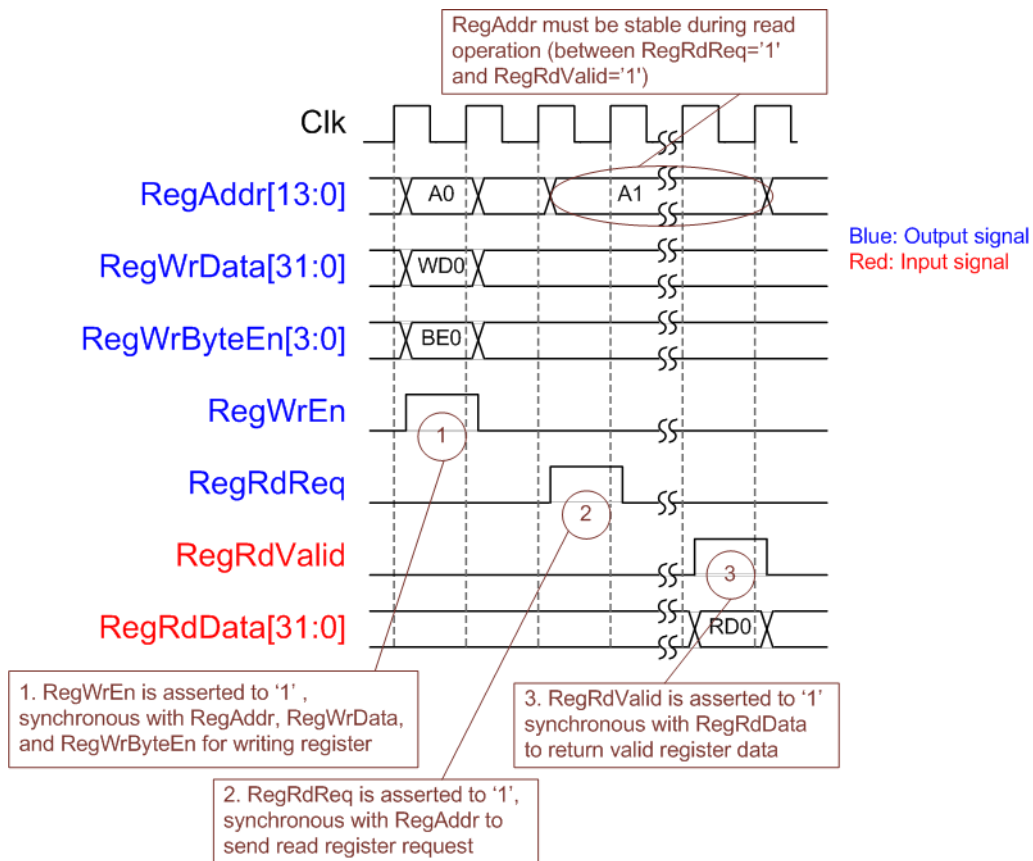 RegAddr must be stable during read
operation (between RegRdReq='1'
and RegRdValid='1')
Clk
RegAddr[13:0]
A0
A1
Blue: Output signal
Red: Input signal
RegWrData[31:0]
WD0
RegWrByteEn[3:0]
BE0
RegWrEn
1
RegRdReq
2
RegRdValid
3
RegRdData[31:0]
RD0
1. RegWrEn is asserted to ‘1’ ,
synchronous with RegAddr, RegWrData,
and RegWrByteEn for writing register
3. RegRdValid is asserted to ‘1’
synchronous with RegRdData
to return valid register data
2. RegRdReq is asserted to ‘1’,
synchronous with RegAddr to
send read register request